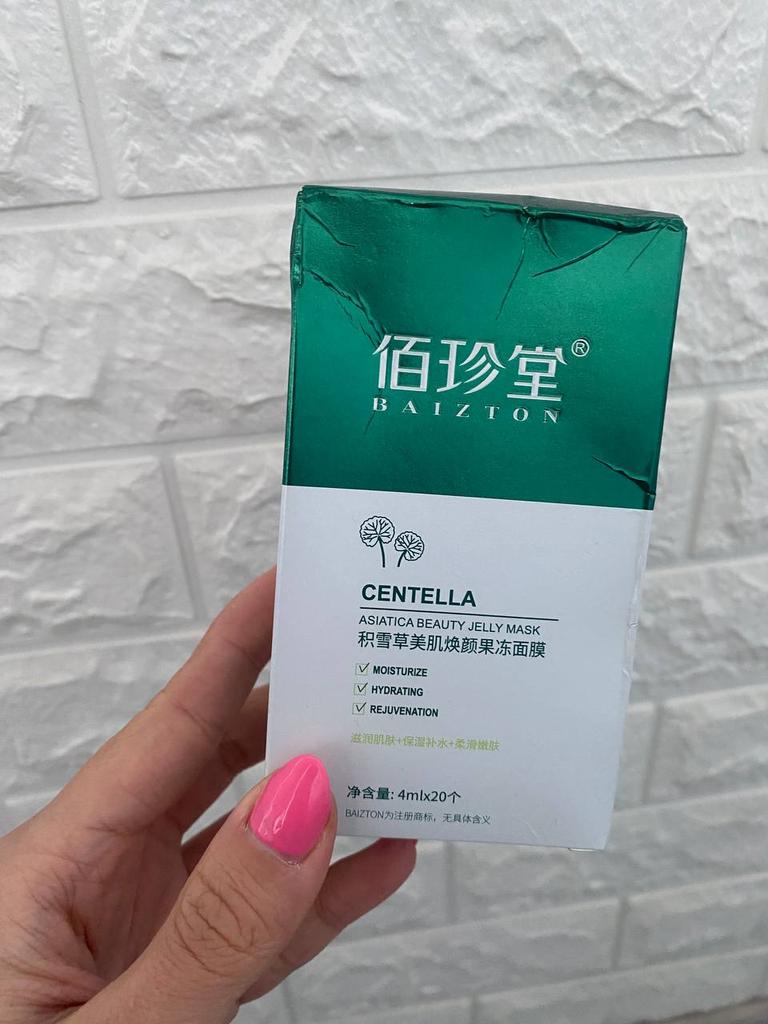 佰珍堂®
BAIZTON
CENTELLA
ASIATICA BEAUTY JELLY MASK
积雪草美肌焕颜果冻面膜
MOISTURIZE
HYDRATING
REJUVENATION
滋润肌肤+保湿补水+柔滑嫩肤
净含量: 4mlx20个
BAIZTON为注册商标，无具体含义